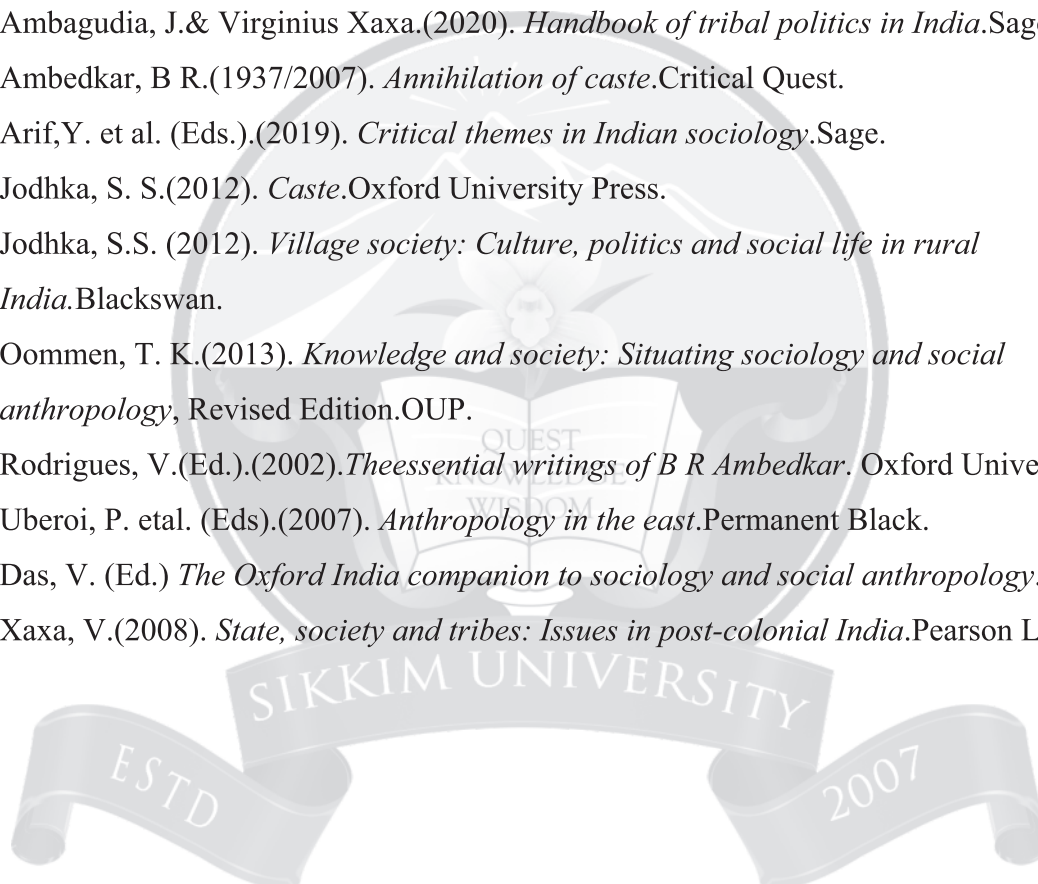 Ambagudia, J.& Virginius Xaxa.(2020). Handbook of tribal politics in India.Sag
Ambedkar, B R.(1937/2007). Annihilation of caste.Critical Quest.
Arif,Y. et al. (Eds.).(2019). Critical themes in Indian sociology.Sage.
Jodhka, S. S.(2012). Caste.Oxford University Press.
Jodhka, S.S. (2012). Village society: Culture, politics and social life in rural
India.Blackswan.
Oommen, T. K.(2013). Knowledge and society: Situating sociology and social
anthropology, Revised Edition.OUP.
QUEST
Rodrigues, V.(Ed.).(2002).Theessential writings of B R Ambedkar. Oxford Unive
KNOWLEDGE
WISDOM
Uberoi, P. etal. (Eds).(2007). Anthropology in the east.Permanent Black.
Das, V. (Ed.) The Oxford India companion to sociology and social anthropology.
Xaxa, V.(2008). State, society and tribes: Issues in post-colonial India.Pearson L
SIKKIM UNIVERSITY
ESTD
2007